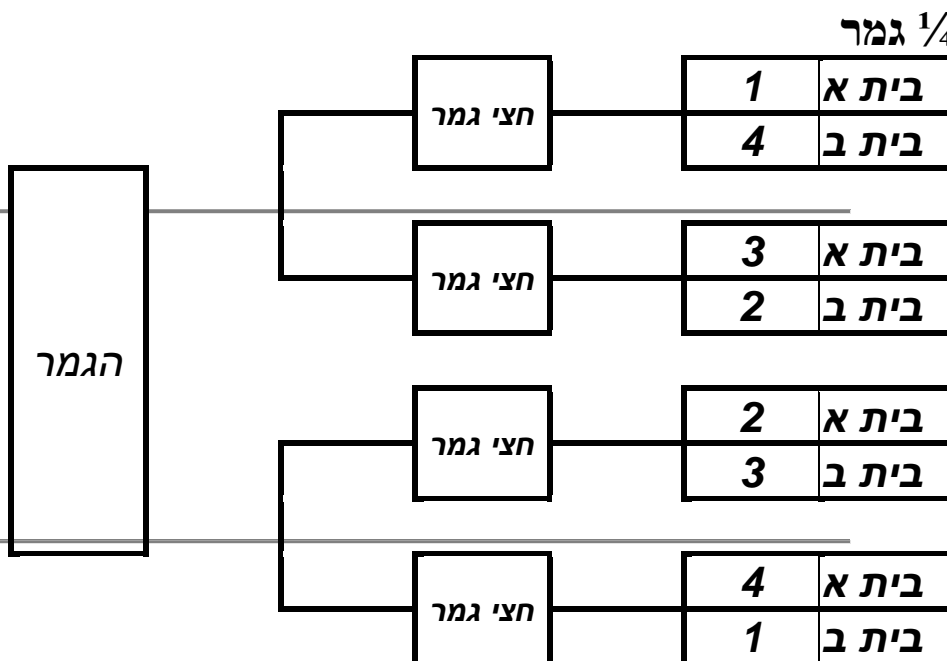 ¼ גמר
בית א 1
בית ב 4
חצי גמר
בית א 3
בית ב 2
חצי גמר
בית א 2
בית ב 3
חצי גמר
בית א 4
בית ב 1
חצי גמר
הגמר